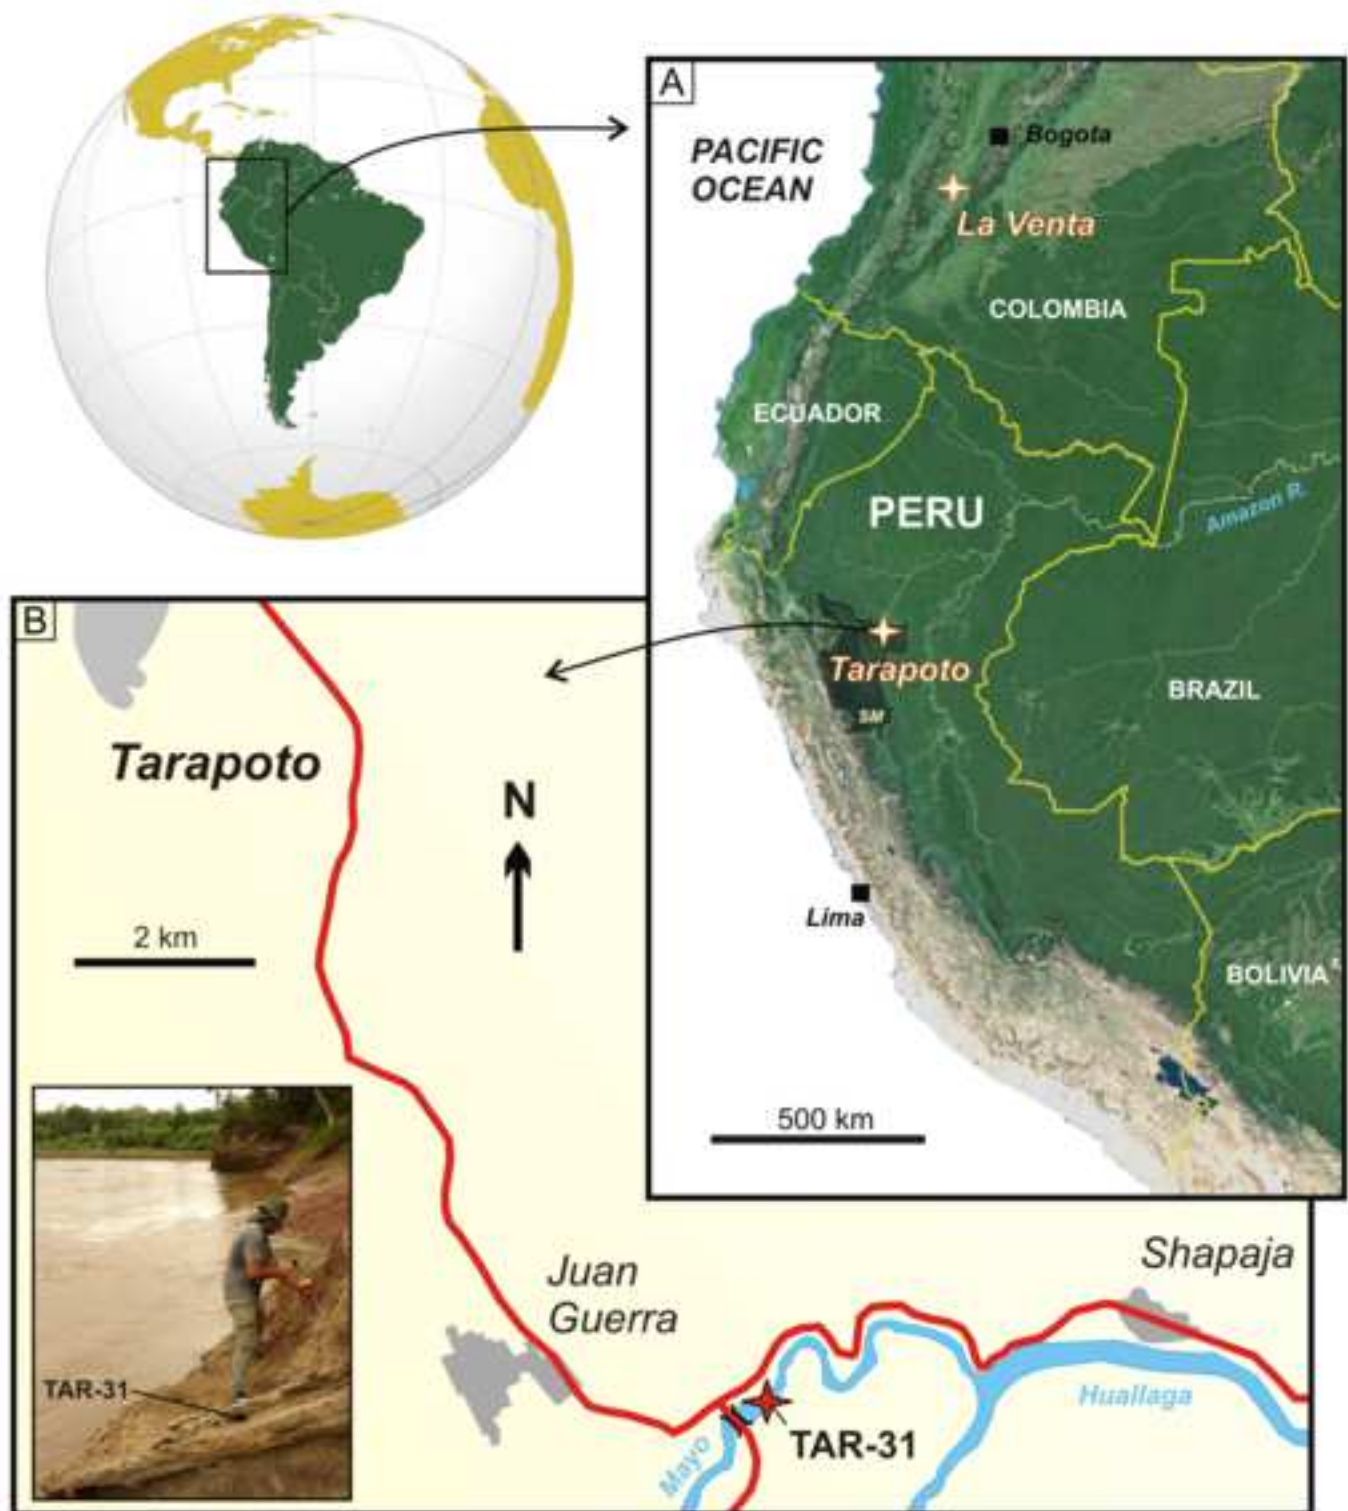 A
PACIFIC
OCEAN
Bogota
La Venta
COLOMBIA
ECUADOR
PERU
Amazon R.
Tarapoto
SM
BRAZIL
Lima
BOLIVIA
500 km
B
Tarapoto
N
2 km
TAR-31
Juan
Guerra
Shapaja
Huallaga
Mayo
TAR-31